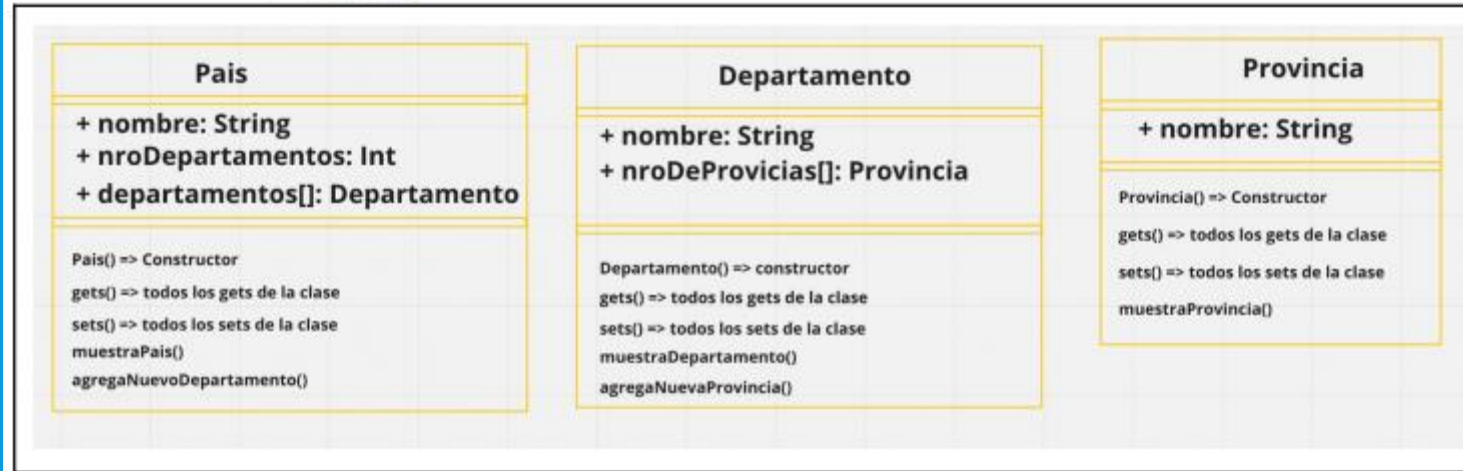 Pais
+ nombre: String
+ nroDepartamentos: Int
+ departamentos[]: Departamento
Pais() => Constructor
gets() => todos los gets de la clase
sets() => todos los sets de la clase
muestraPais()
agregaNuevoDepartamento()
Departamento
+ nombre: String
+ nroDeProvicias[]: Provincia
Departamento() => constructor
gets() => todos los gets de la clase
sets() => todos los sets de la clase
muestraDepartamento()
agregaNuevaProvincia()
Provincia
+ nombre: String
Provincia() => Constructor
gets() => todos los gets de la clase
sets() => todos los sets de la clase
muestraProvincia()